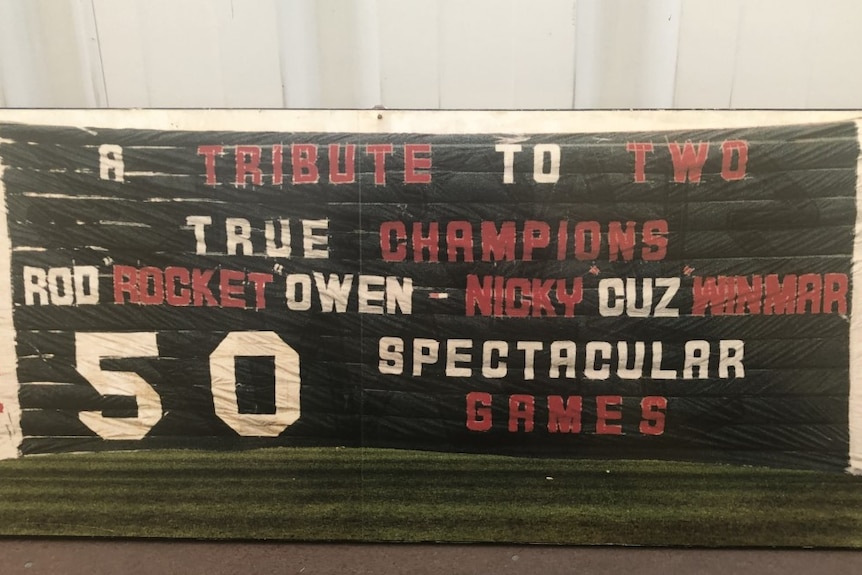 A TRIBUTE TO TWO
TRUE CHAMPIONS
ROD "ROCKET" OWEN - NICKY "CUZ" WINMAR
50 SPECTACULAR
GAMES